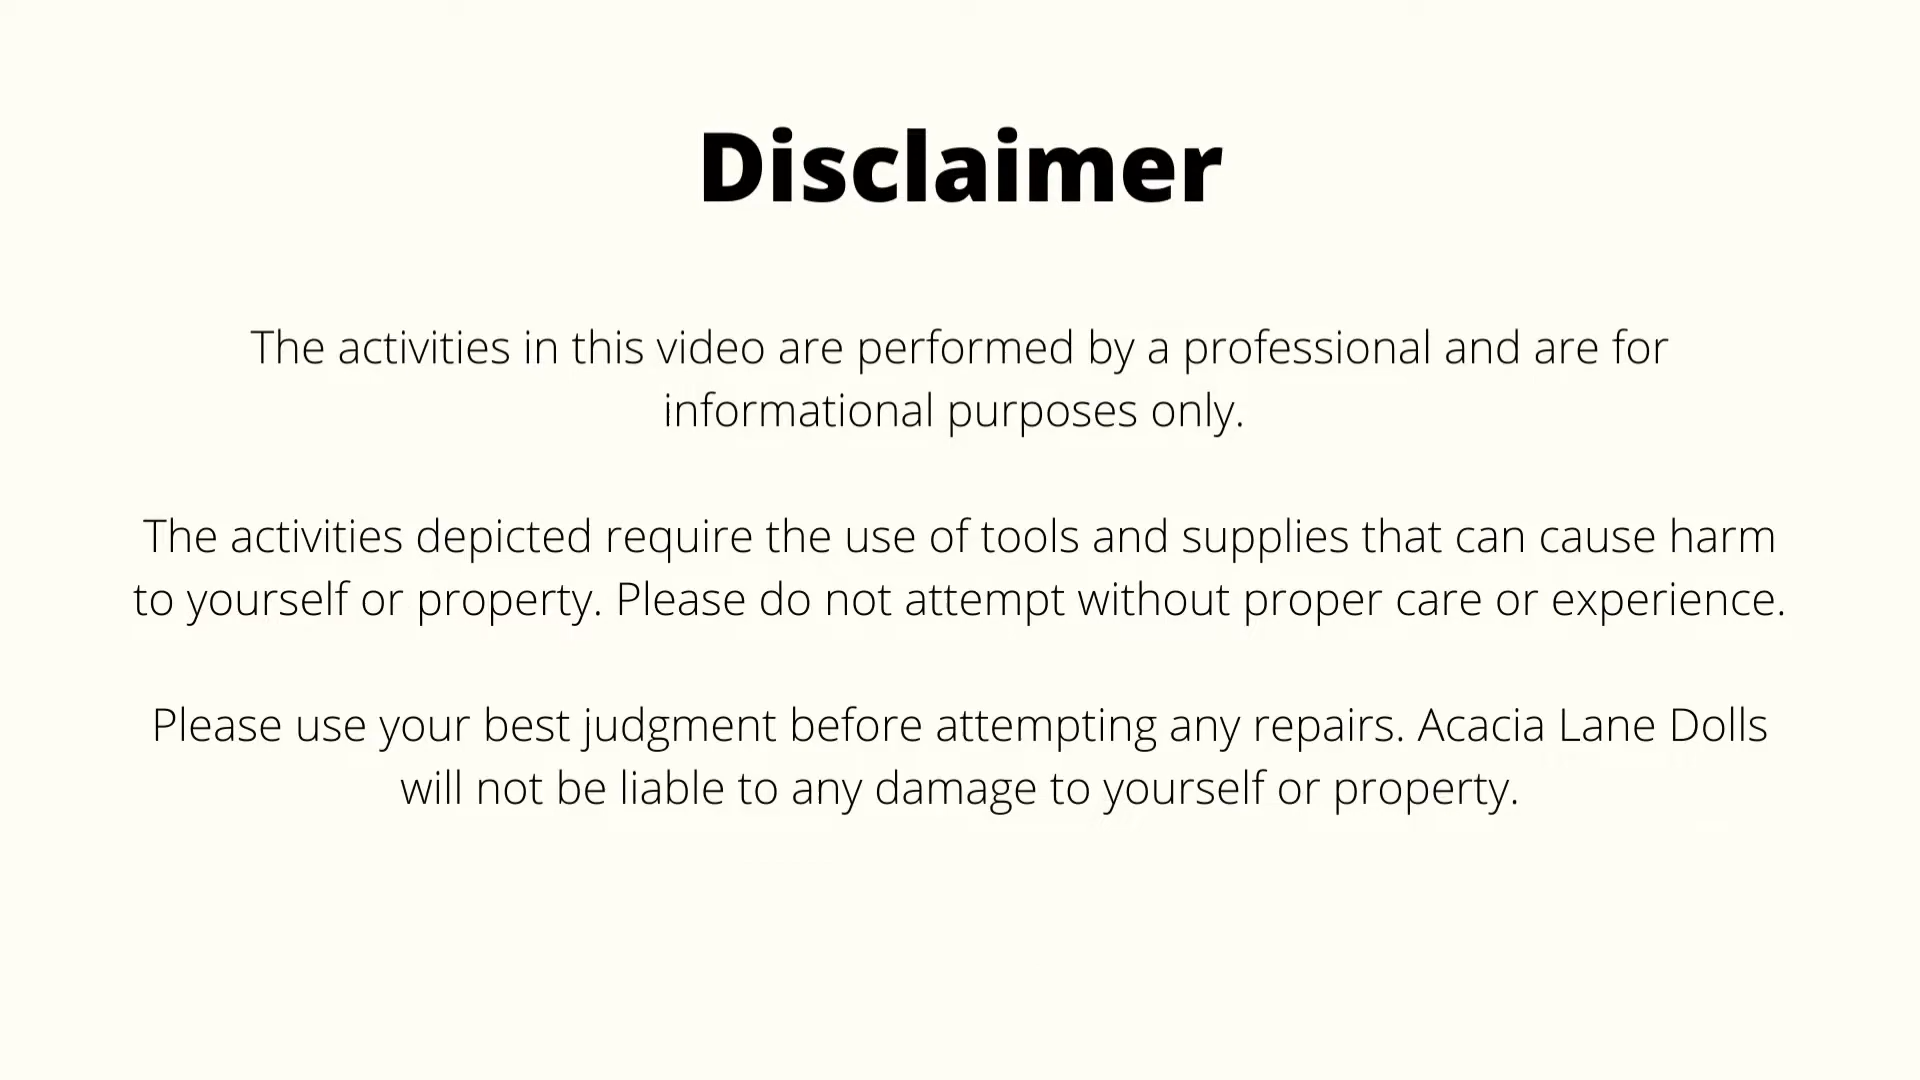 Disclaimer
The activities in this video are performed by a professional and are for
informational purposes only.
The activities depicted require the use of tools and supplies that can cause harm
to yourself or property. Please do not attempt without proper care or experience.
Please use your best judgment before attempting any repairs. Acacia Lane Dolls
will not be liable to any damage to yourself or property.